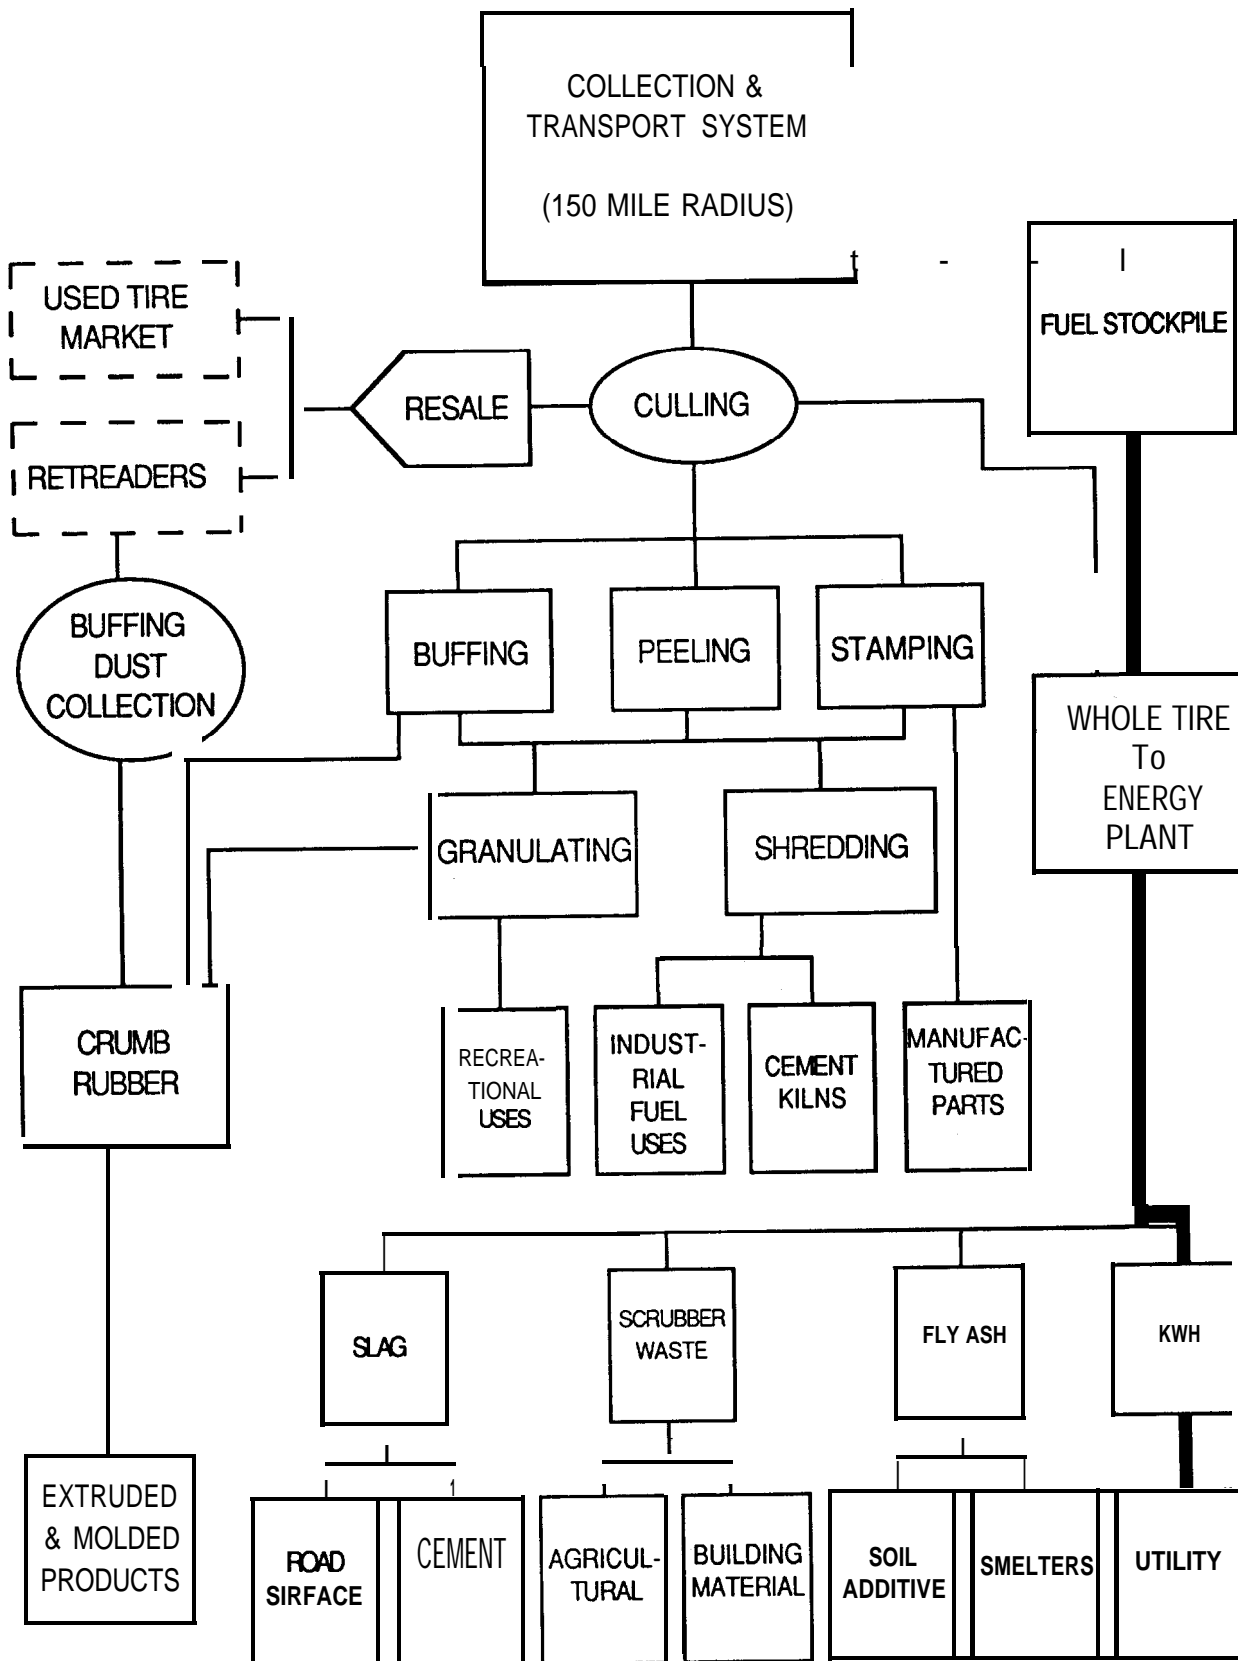 COLLECTION &
TRANSPORT SYSTEM
(150 MILE RADIUS)
FUEL STOCKPILE
USED TIRE
MARKET
RESALE
CULLING
RETREADERS
BUFFING
DUST
COLLECTION
BUFFING
PEELING
STAMPING
WHOLE TIRE
To
ENERGY
PLANT
GRANULATING
SHREDDING
CRUMB
RUBBER
RECREA-
TIONAL
USES
INDUST-
RIAL
FUEL
USES
CEMENT
KILNS
MANUFAC-
TURED
PARTS
SLAG
SCRUBBER
WASTE
FLY ASH
KWH
EXTRUDED
& MOLDED
PRODUCTS
ROAD
SIRFACE
CEMENT
AGRICUL-
TURAL
BUILDING
MATERIAL
SOIL
ADDITIVE
SMELTERS
UTILITY